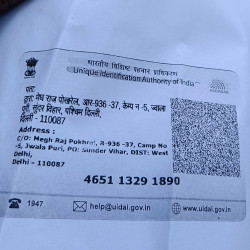 भारतीय विशिष्ट पहचान प्राधिकरण
Unique Identification Authority of India
पता:
द्वारा: मेघ राज पोखरेल, आर-936 -37, केम्प न -5, ज्वाला
पुरी, सुंदर विहार, पश्चिम दिल्ली,
दिल्ली - 110087
Address :
C/O: Megh Raj Pokhrel, R-936 -37, Camp No
-5, Jwala Puri, PO: Sunder Vihar, DIST: West
Delhi,
Delhi - 110087
4651 1329 1890
1947
help@uidai.gov.in
www.uidai.gov.in